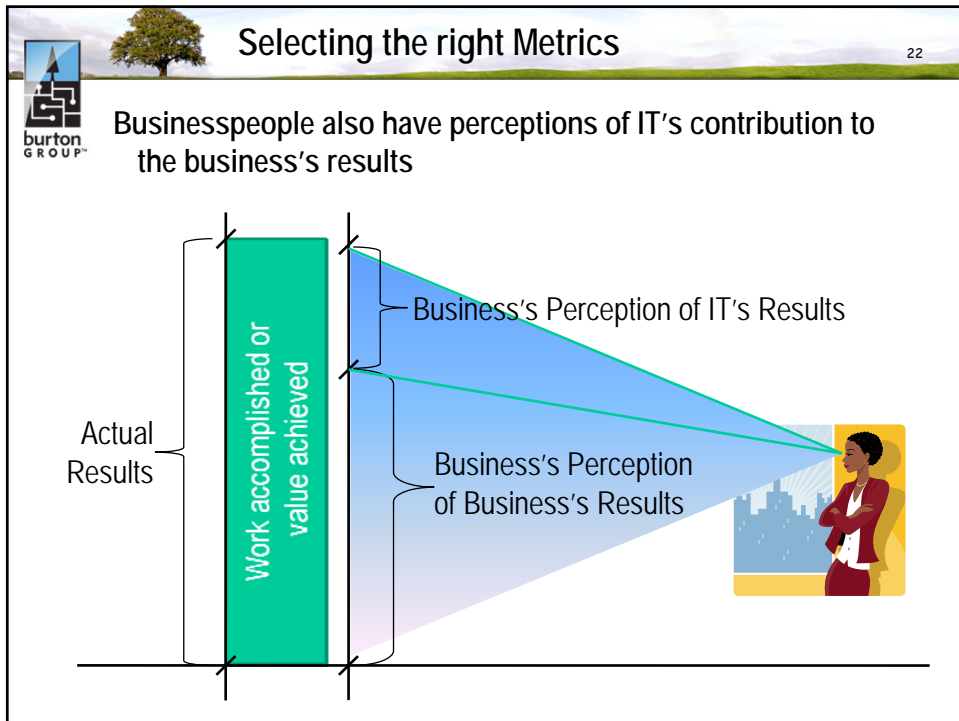 Selecting the right Metrics
22
burton
GROUP™
Businesspeople also have perceptions of IT's contribution to
the business's results
Business's Perception of IT's Results
Work accomplished or
value achieved
Actual
Results
Business's Perception
of Business's Results